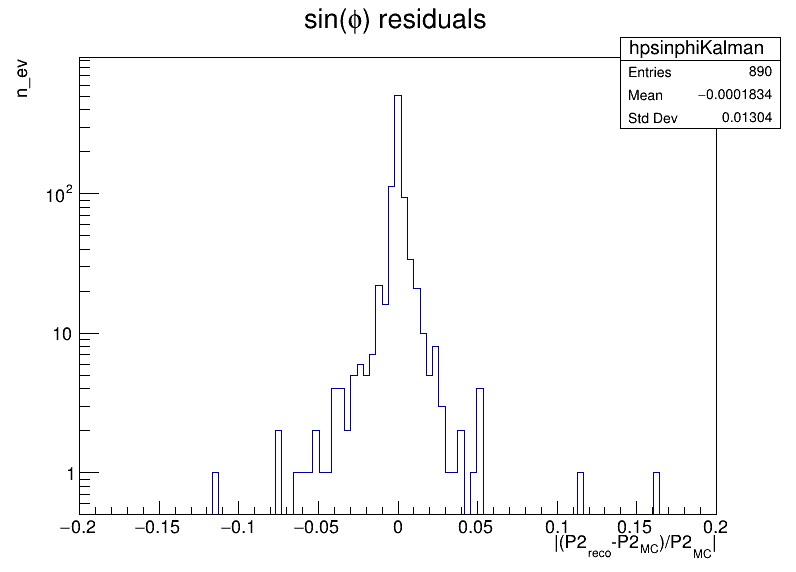 sin(ϕ) residuals
hpsinphiKalman
Entries 890
Mean −0.0001834
Std Dev 0.01304
n_ev
10²
10
1
−0.2 −0.15 −0.1 −0.05 0 0.05 0.1 0.15 0.2
|(P2reco-P2MC)/P2MC|